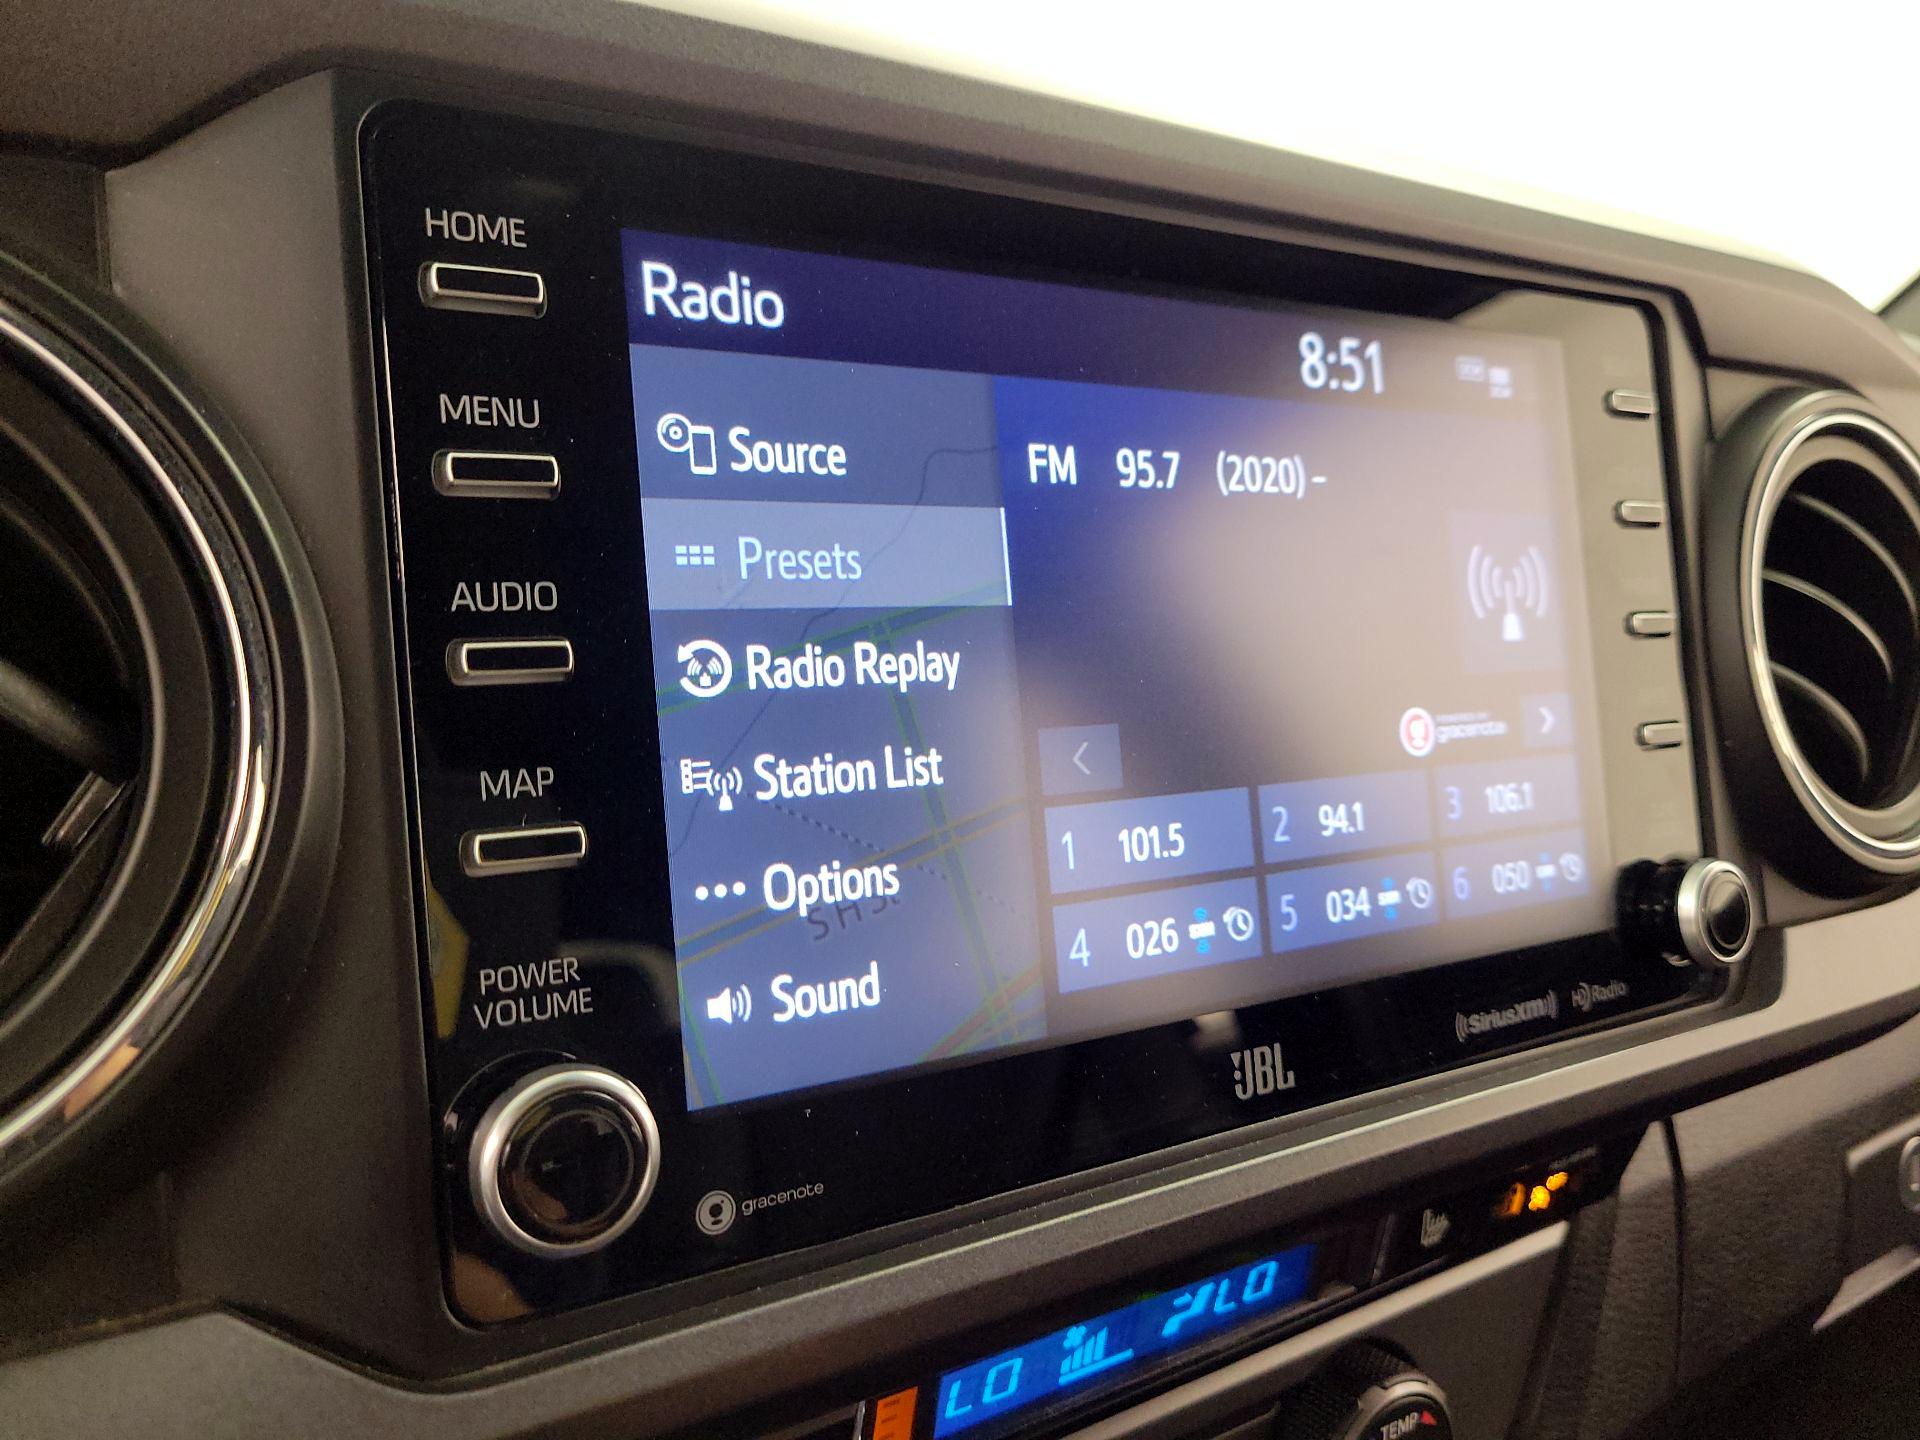 HOME
MENU
AUDIO
MAP
POWER
VOLUME
Radio
8:51
Source
Presets
Radio Replay
Station List
Options
Sound
FM 95.7 (2020) –
gracenote
1 101.5
2 94.1
3 106.1
4 026 SXM
5 034
6 050
JBL
SiriusXM
HD Radio
gracenote
LO
LO
TEMP